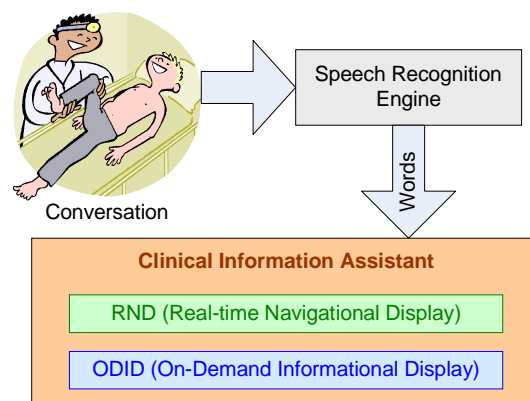 Speech Recognition
Engine
Conversation
Words
Clinical Information Assistant
RND (Real-time Navigational Display)
ODID (On-Demand Informational Display)